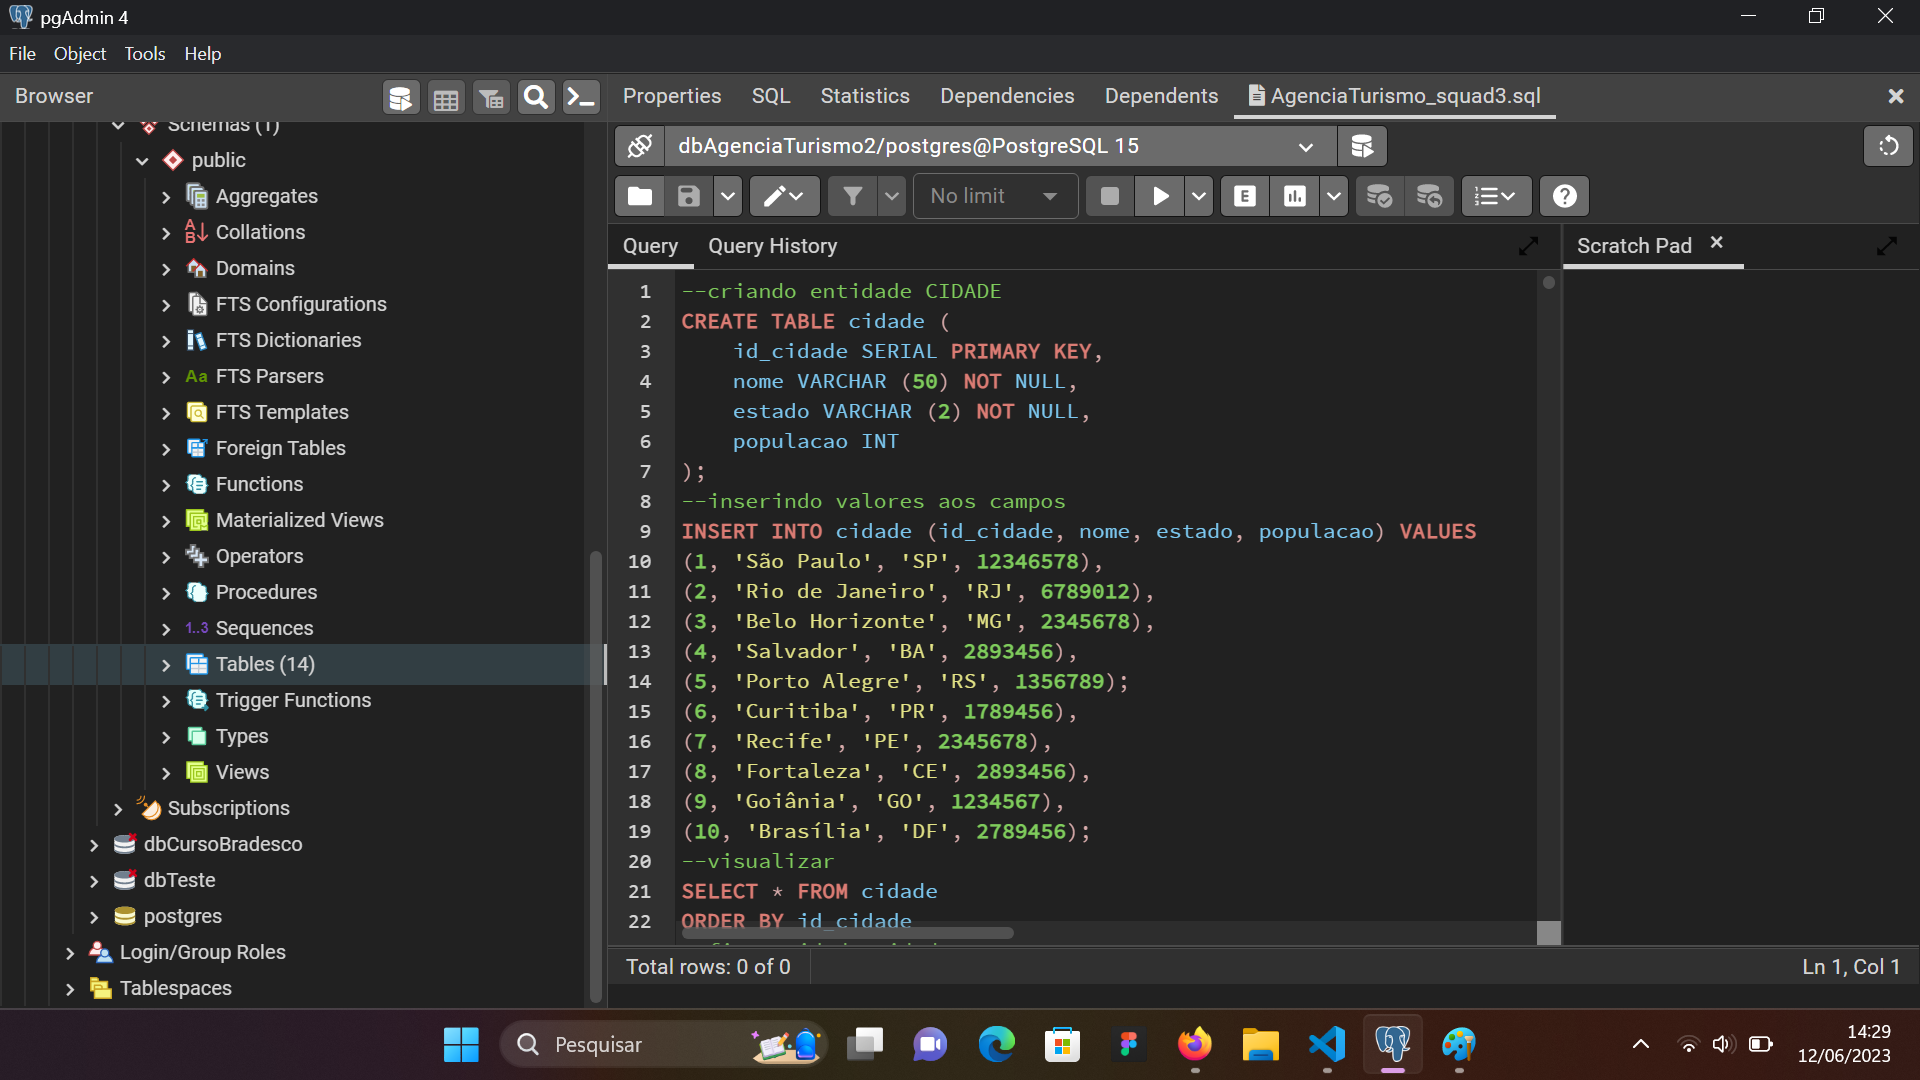 pgAdmin 4
File Object Tools Help
Browser
Properties SQL Statistics Dependencies Dependents AgenciaTurismo_squad3.sql
Schemas (1)
public
Aggregates
Collations
Domains
FTS Configurations
FTS Dictionaries
Aa FTS Parsers
FTS Templates
Foreign Tables
Functions
Materialized Views
Operators
Procedures
1..3 Sequences
Tables (14)
Trigger Functions
Types
Views
Subscriptions
dbCursoBradesco
dbTeste
postgres
Login/Group Roles
Tablespaces
dbAgenciaTurismo2/postgres@PostgreSQL 15
No limit
E
Query Query History
Scratch Pad
1 --criando entidade CIDADE
2 CREATE TABLE cidade (
3 id_cidade SERIAL PRIMARY KEY,
4 nome VARCHAR (50) NOT NULL,
5 estado VARCHAR (2) NOT NULL,
6 populacao INT
7 );
8 --inserindo valores aos campos
9 INSERT INTO cidade (id_cidade, nome, estado, populacao) VALUES
10 (1, 'São Paulo', 'SP', 12346578),
11 (2, 'Rio de Janeiro', 'RJ', 6789012),
12 (3, 'Belo Horizonte', 'MG', 2345678),
13 (4, 'Salvador', 'BA', 2893456),
14 (5, 'Porto Alegre', 'RS', 1356789);
15 (6, 'Curitiba', 'PR', 1789456),
16 (7, 'Recife', 'PE', 2345678),
17 (8, 'Fortaleza', 'CE', 2893456),
18 (9, 'Goiânia', 'GO', 1234567),
19 (10, 'Brasília', 'DF', 2789456);
20 --visualizar
21 SELECT * FROM cidade
22 ORDER BY id_cidade
Total rows: 0 of 0
Ln 1, Col 1
Pesquisar
14:29
12/06/2023